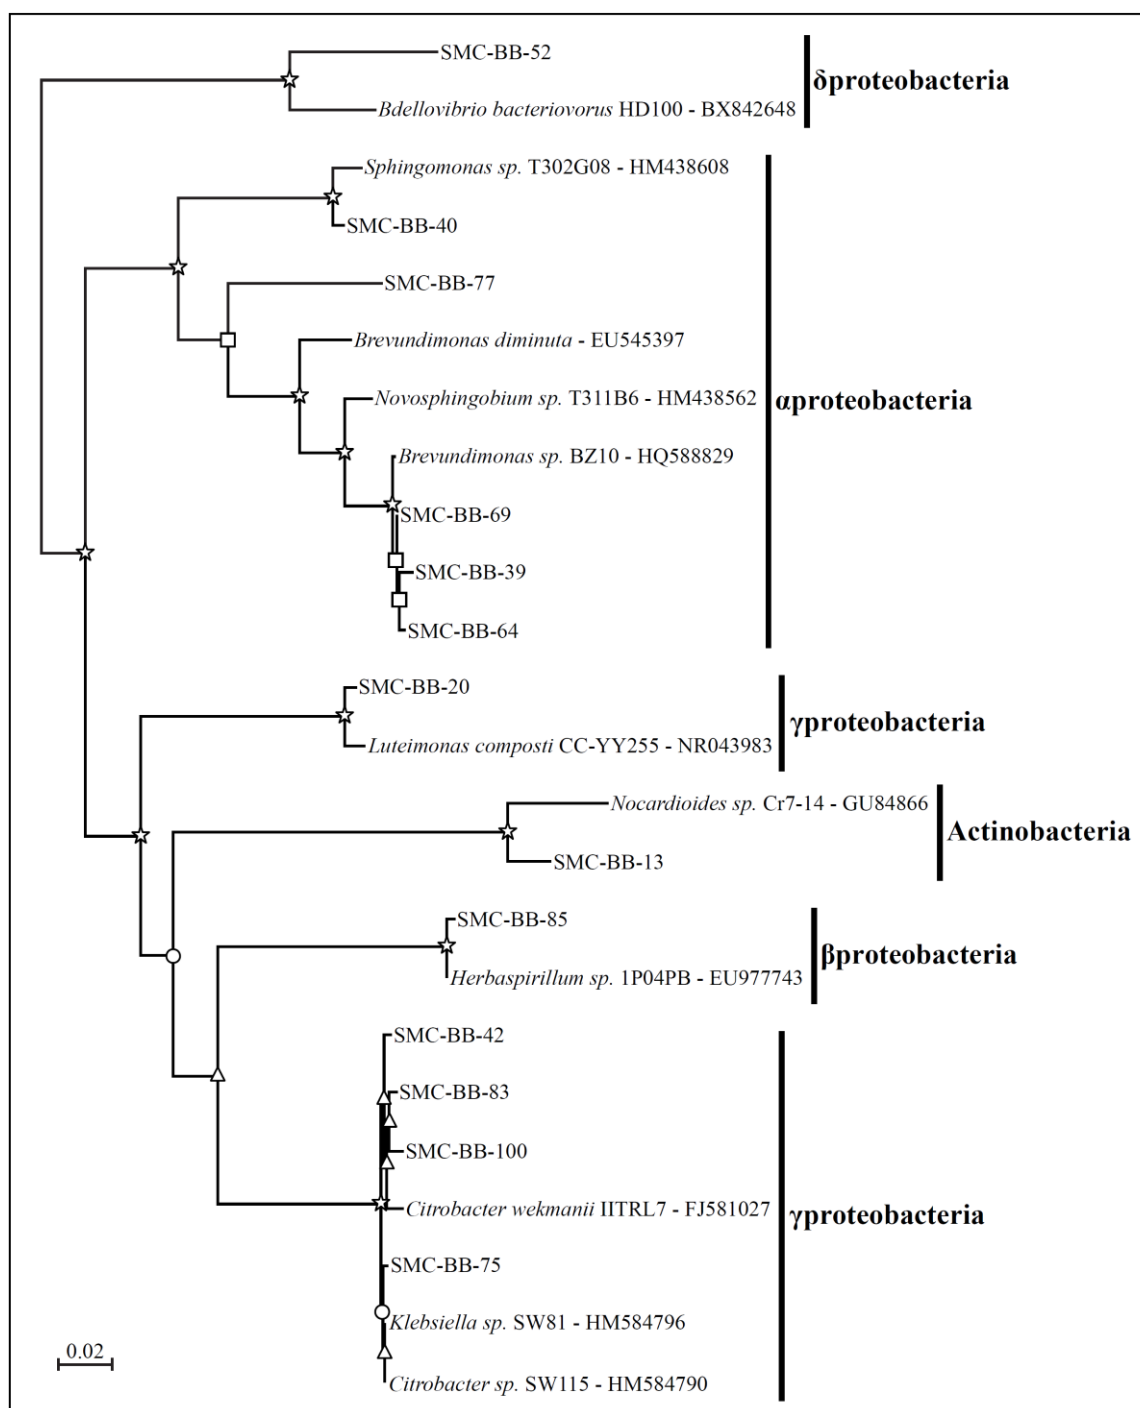 SMC-BB-52
δproteobacteria
Bdellovibrio bacteriovorus HD100 - BX842648
Sphingomonas sp. T302G08 - HM438608
SMC-BB-40
SMC-BB-77
Brevundimonas diminuta - EU545397
Novosphingobium sp. T311B6 - HM438562
αproteobacteria
Brevundimonas sp. BZ10 - HQ588829
SMC-BB-69
SMC-BB-39
SMC-BB-64
SMC-BB-20
γproteobacteria
Luteimonas composti CC-YY255 - NR043983
Nocardioides sp. Cr7-14 - GU84866
Actinobacteria
SMC-BB-13
SMC-BB-85
βproteobacteria
Herbaspirillum sp. 1P04PB - EU977743
SMC-BB-42
SMC-BB-83
SMC-BB-100
Citrobacter wekmanii IITRL7 - FJ581027
γproteobacteria
SMC-BB-75
Klebsiella sp. SW81 - HM584796
0.02
Citrobacter sp. SW115 - HM584790